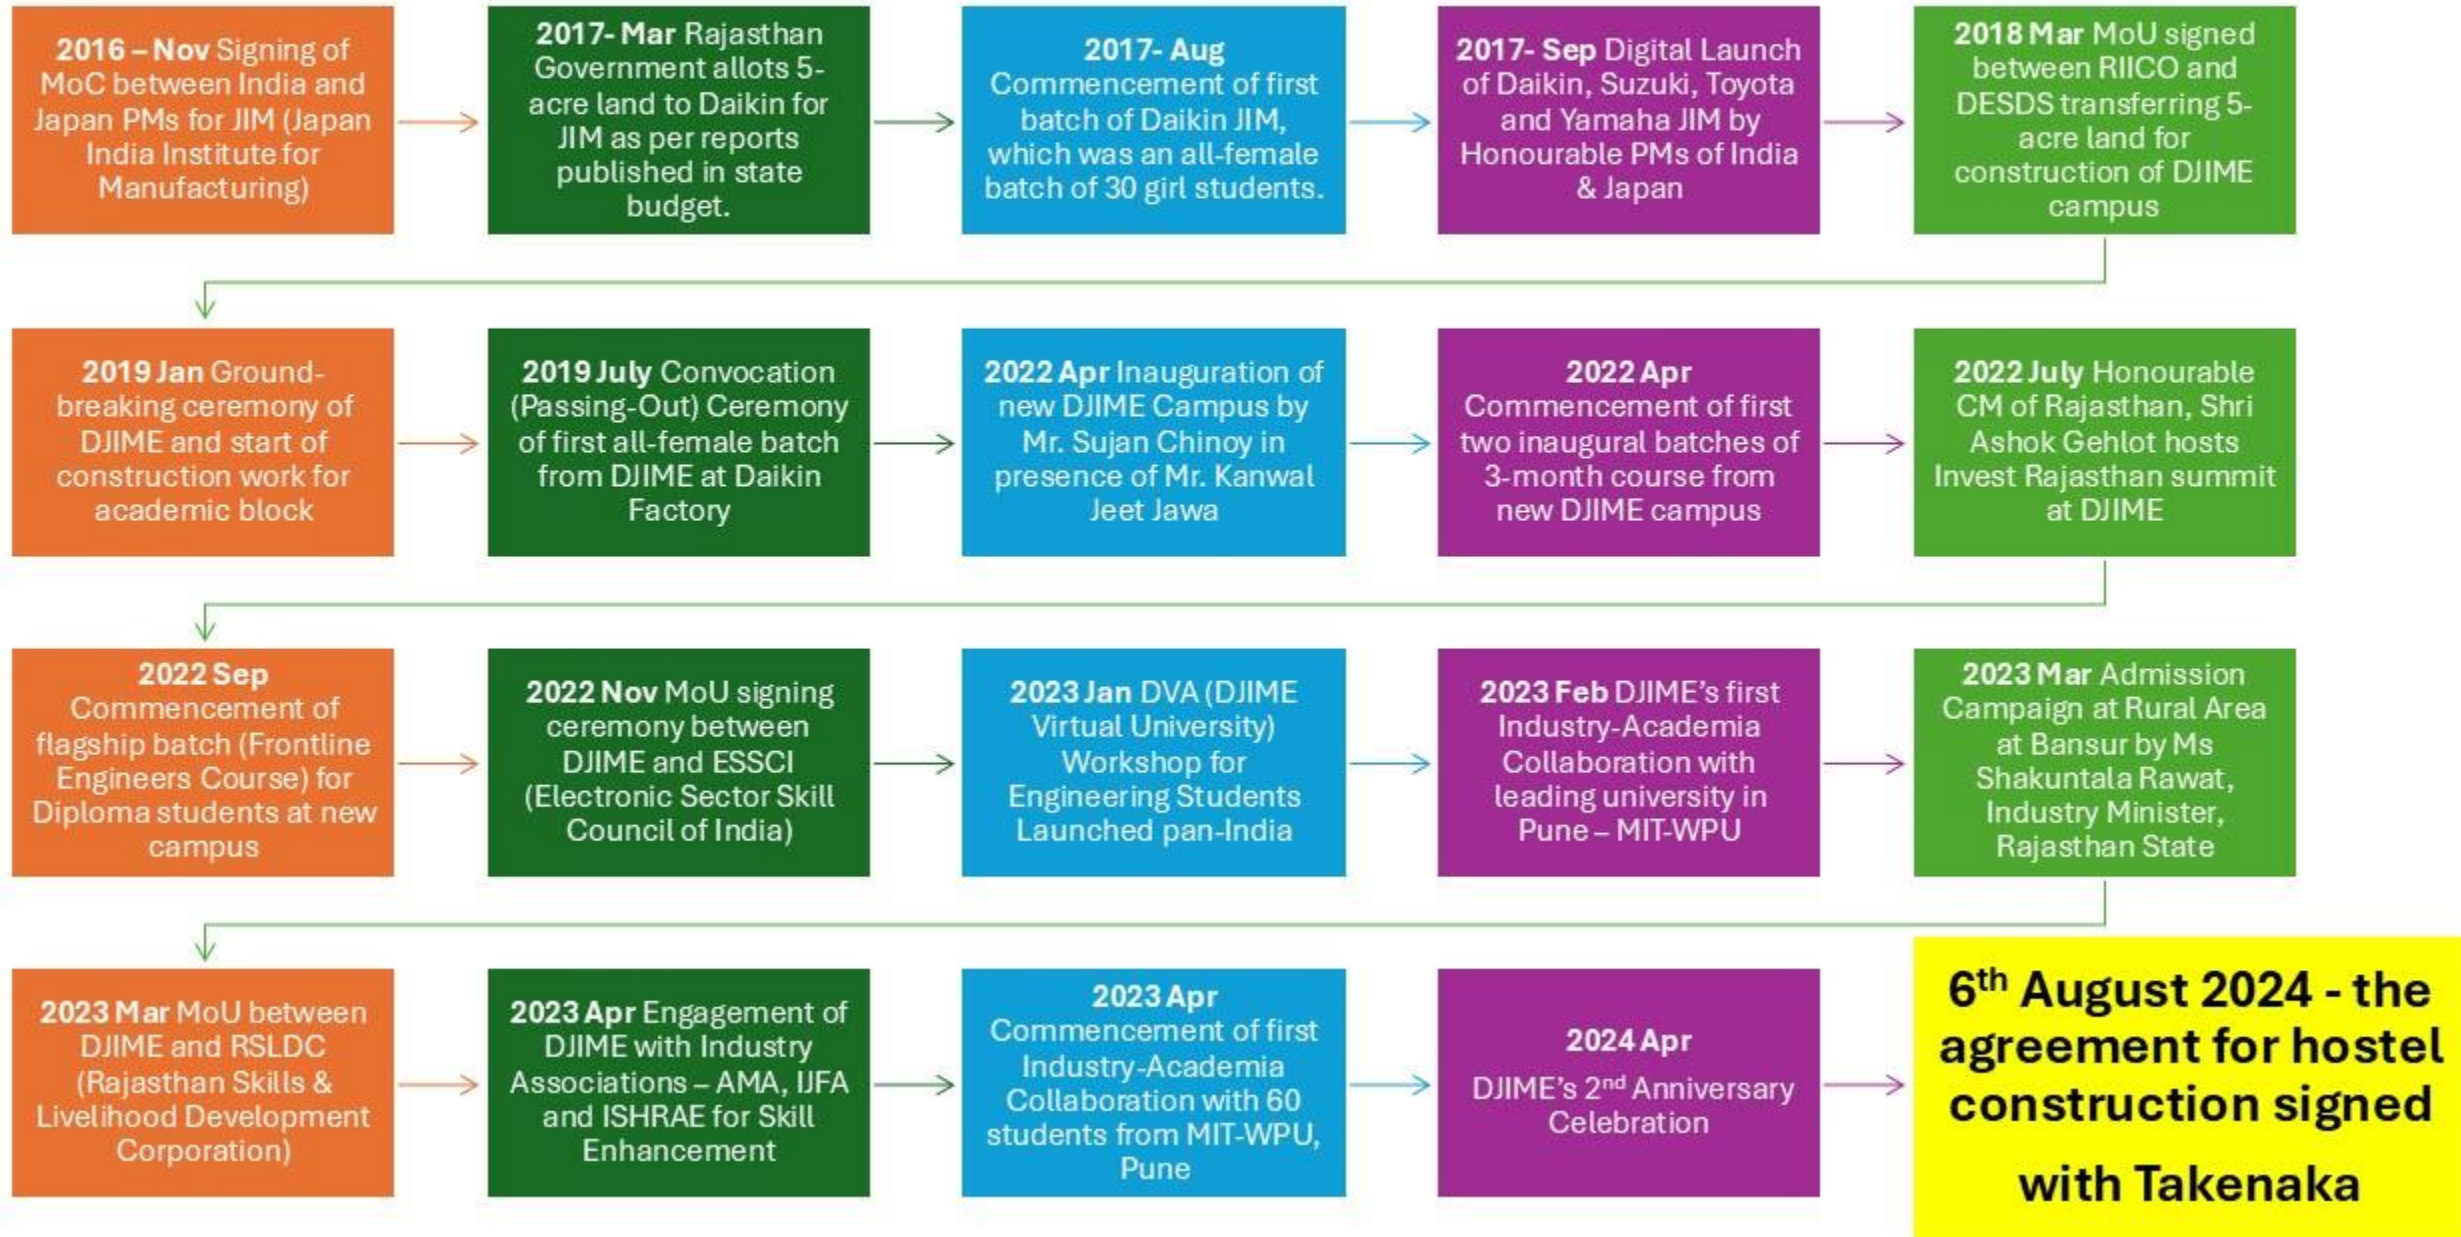 2016 – Nov Signing of
MoC between India and
Japan PMs for JIM (Japan
India Institute for
Manufacturing)
2017- Mar Rajasthan
Government allots 5-
acre land to Daikin for
JIM as per reports
published in state
budget.
2017- Aug
Commencement of first
batch of Daikin JIM,
which was an all-female
batch of 30 girl students.
2017- Sep Digital Launch
of Daikin, Suzuki, Toyota
and Yamaha JIM by
Honourable PMs of India
& Japan
2018 Mar MoU signed
between RIICO and
DESDS transferring 5-
acre land for
construction of DJIME
campus
2019 Jan Ground-
breaking ceremony of
DJIME and start of
construction work for
academic block
2019 July Convocation
(Passing-Out) Ceremony
of first all-female batch
from DJIME at Daikin
Factory
2022 Apr Inauguration of
new DJIME Campus by
Mr. Sujan Chinoy in
presence of Mr. Kanwal
Jeet Jawa
2022 Apr
Commencement of first
two inaugural batches of
3-month course from
new DJIME campus
2022 July Honourable
CM of Rajasthan, Shri
Ashok Gehlot hosts
Invest Rajasthan summit
at DJIME
2022 Sep
Commencement of
flagship batch (Frontline
Engineers Course) for
Diploma students at new
campus
2022 Nov MoU signing
ceremony between
DJIME and ESSCI
(Electronic Sector Skill
Council of India)
2023 Jan DVA (DJIME
Virtual University)
Workshop for
Engineering Students
Launched pan-India
2023 Feb DJIME’s first
Industry-Academia
Collaboration with
leading university in
Pune – MIT-WPU
2023 Mar Admission
Campaign at Rural Area
at Bansur by Ms
Shakuntala Rawat,
Industry Minister,
Rajasthan State
2023 Mar MoU between
DJIME and RSLDC
(Rajasthan Skills &
Livelihood Development
Corporation)
2023 Apr Engagement of
DJIME with Industry
Associations – AMA, IJFA
and ISHRAE for Skill
Enhancement
2023 Apr
Commencement of first
Industry-Academia
Collaboration with 60
students from MIT-WPU,
Pune
2024 Apr
DJIME’s 2nd Anniversary
Celebration
6th August 2024 - the
agreement for hostel
construction signed
with Takenaka